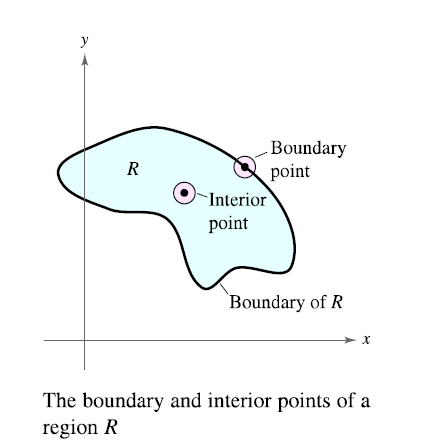 y
Boundary
point
R
Interior
point
Boundary of R
x
The boundary and interior points of a
region R